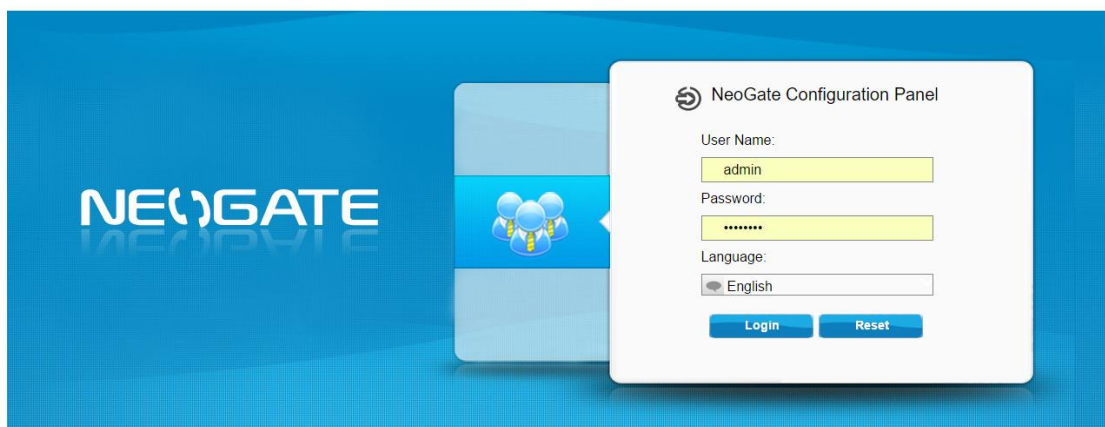 NEOGATE
NeoGate Configuration Panel
User Name:
admin
Password:
••••••••
Language:
English
Login Reset